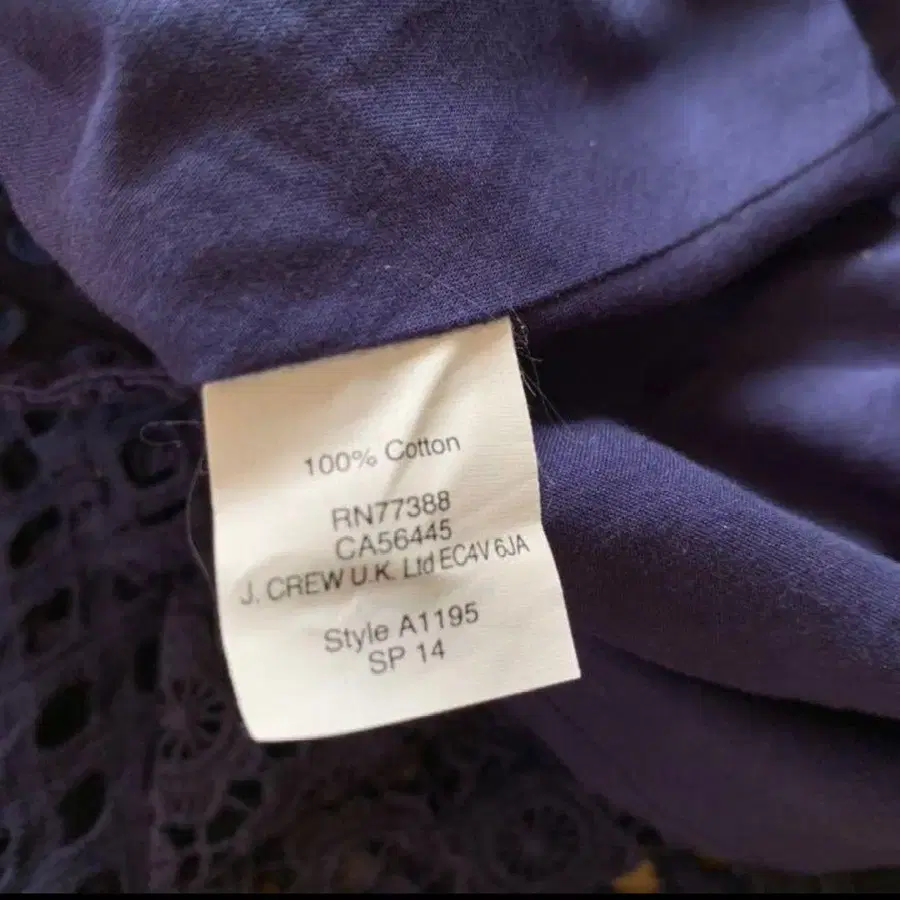 100% Cotton
RN77388
CA56445
J. CREW U.K. Ltd EC4V 6JA
Style A1195
SP 14